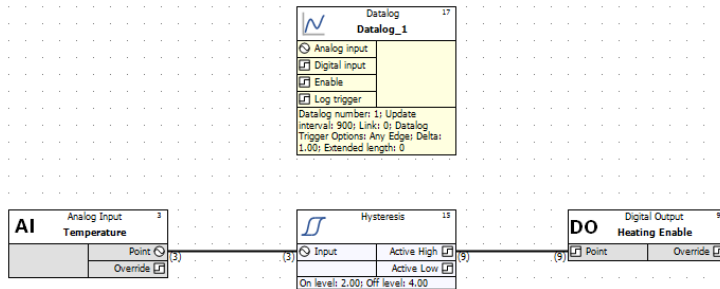 Datalog 17
Datalog_1
Analog input
Digital input
Enable
Log trigger
Datalog number: 1; Update
interval: 900; Link: 0; Datalog
Trigger Options: Any Edge; Delta:
1.00; Extended length: 0
AI Analog Input 3
Temperature
Point (3)
Override
Hysteresis 15
(3) Input Active High (9)
Active Low
On level: 2.00; Off level: 4.00
DO Digital Output 9
Heating Enable
(9) Point Override